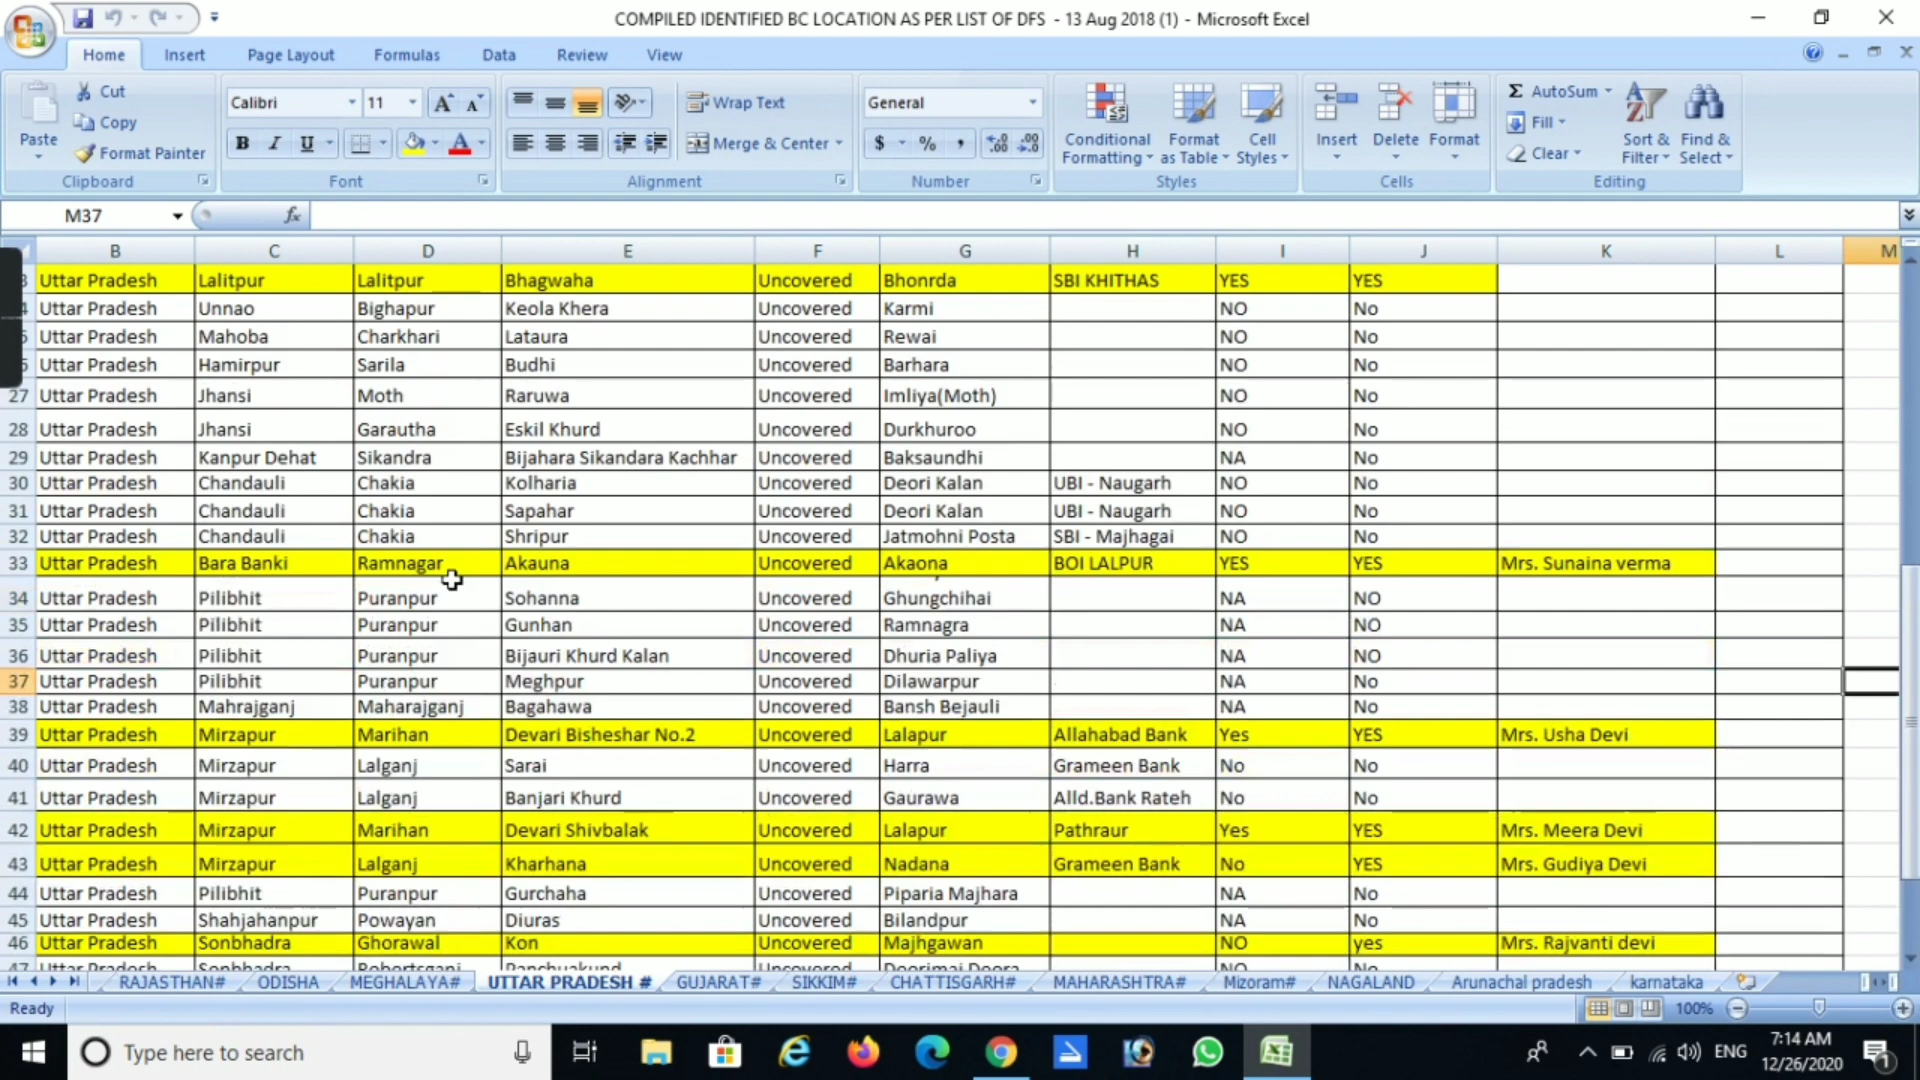 COMPILED IDENTIFIED BC LOCATION AS PER LIST OF DFS - 13 Aug 2018 (1) - Microsoft Excel
Home Insert Page Layout Formulas Data Review View
Cut
Copy
Format Painter
Paste
Calibri 11
B I U
A A
Wrap Text
Merge & Center
General
$ % ,
Conditional Formatting
Format as Table
Cell Styles
Insert Delete Format
Σ AutoSum
Fill
Clear
Sort & Filter
Find & Select
Clipboard Font Alignment Number Styles Cells Editing
M37 fx
B C D E F G H I J K L M
3 Uttar Pradesh Lalitpur Lalitpur Bhagwaha Uncovered Bhonrda SBI KHITHAS YES YES
4 Uttar Pradesh Unnao Bighapur Keola Khera Uncovered Karmi NO No
Uttar Pradesh Mahoba Charkhari Lataura Uncovered Rewai NO No
Uttar Pradesh Hamirpur Sarila Budhi Uncovered Barhara NO No
27 Uttar Pradesh Jhansi Moth Raruwa Uncovered Imliya(Moth) NO No
28 Uttar Pradesh Jhansi Garautha Eskil Khurd Uncovered Durkhuroo NO No
29 Uttar Pradesh Kanpur Dehat Sikandra Bijahara Sikandara Kachhar Uncovered Baksaundhi NA No
30 Uttar Pradesh Chandauli Chakia Kolharia Uncovered Deori Kalan UBI - Naugarh NO No
31 Uttar Pradesh Chandauli Chakia Sapahar Uncovered Deori Kalan UBI - Naugarh NO No
32 Uttar Pradesh Chandauli Chakia Shripur Uncovered Jatmohni Posta SBI - Majhagai NO No
33 Uttar Pradesh Bara Banki Ramnagar Akauna Uncovered Akaona BOI LALPUR YES YES Mrs. Sunaina verma
34 Uttar Pradesh Pilibhit Puranpur Sohanna Uncovered Ghungchihai NA NO
35 Uttar Pradesh Pilibhit Puranpur Gunhan Uncovered Ramnagra NA NO
36 Uttar Pradesh Pilibhit Puranpur Bijauri Khurd Kalan Uncovered Dhuria Paliya NA NO
37 Uttar Pradesh Pilibhit Puranpur Meghpur Uncovered Dilawarpur NA No
38 Uttar Pradesh Mahrajganj Maharajganj Bagahawa Uncovered Bansh Bejauli NA No
39 Uttar Pradesh Mirzapur Marihan Devari Bisheshar No.2 Uncovered Lalapur Allahabad Bank Yes YES Mrs. Usha Devi
40 Uttar Pradesh Mirzapur Lalganj Sarai Uncovered Harra Grameen Bank No No
41 Uttar Pradesh Mirzapur Lalganj Banjari Khurd Uncovered Gaurawa Alld.Bank Rateh No No
42 Uttar Pradesh Mirzapur Marihan Devari Shivbalak Uncovered Lalapur Pathraur Yes YES Mrs. Meera Devi
43 Uttar Pradesh Mirzapur Lalganj Kharhana Uncovered Nadana Grameen Bank No YES Mrs. Gudiya Devi
44 Uttar Pradesh Pilibhit Puranpur Gurchaha Uncovered Piparia Majhara NA No
45 Uttar Pradesh Shahjahanpur Powayan Diuras Uncovered Bilandpur NA No
46 Uttar Pradesh Sonbhadra Ghorawal Kon Uncovered Majhgawan NO yes Mrs. Rajvanti devi
47 Uttar Pradesh Sonbhadra Robertsganj Uncovered NO No
RAJASTHAN# ODISHA MEGHALAYA# UTTAR PRADESH # GUJARAT# SIKKIM# CHATTISGARH# MAHARASHTRA# Mizoram# NAGALAND Arunachal pradesh karnataka
Ready 100%
Type here to search
ENG
7:14 AM
12/26/2020
1